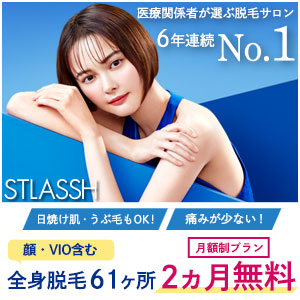 医療関係者が選ぶ脱毛サロン
6年連続 No.1
STLASSH
日焼け肌・うぶ毛もOK! 痛みが少ない！
顔・VIO含む 月額制プラン
全身脱毛61ヶ所 2ヵ月無料